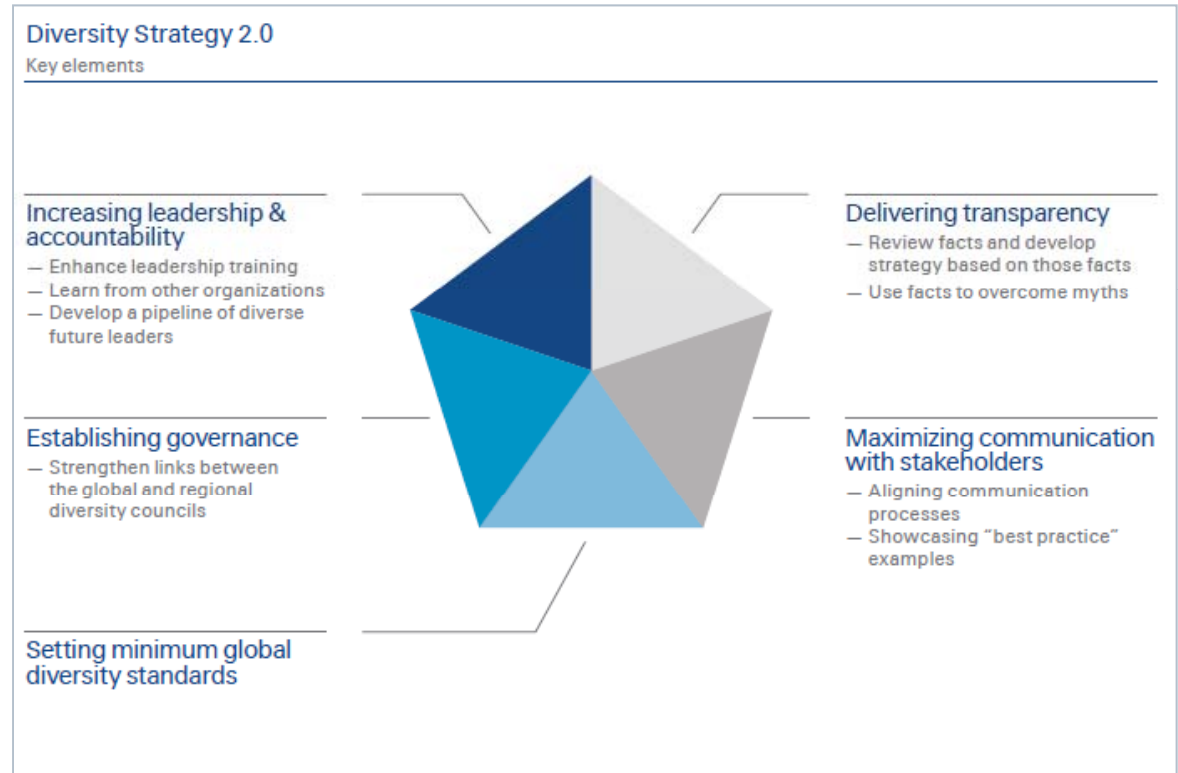 Diversity Strategy 2.0
Key elements
Increasing leadership &
accountability
— Enhance leadership training
— Learn from other organizations
— Develop a pipeline of diverse
future leaders
Delivering transparency
— Review facts and develop
strategy based on those facts
— Use facts to overcome myths
Establishing governance
— Strengthen links between
the global and regional
diversity councils
Maximizing communication
with stakeholders
— Aligning communication
processes
— Showcasing “best practice”
examples
Setting minimum global
diversity standards